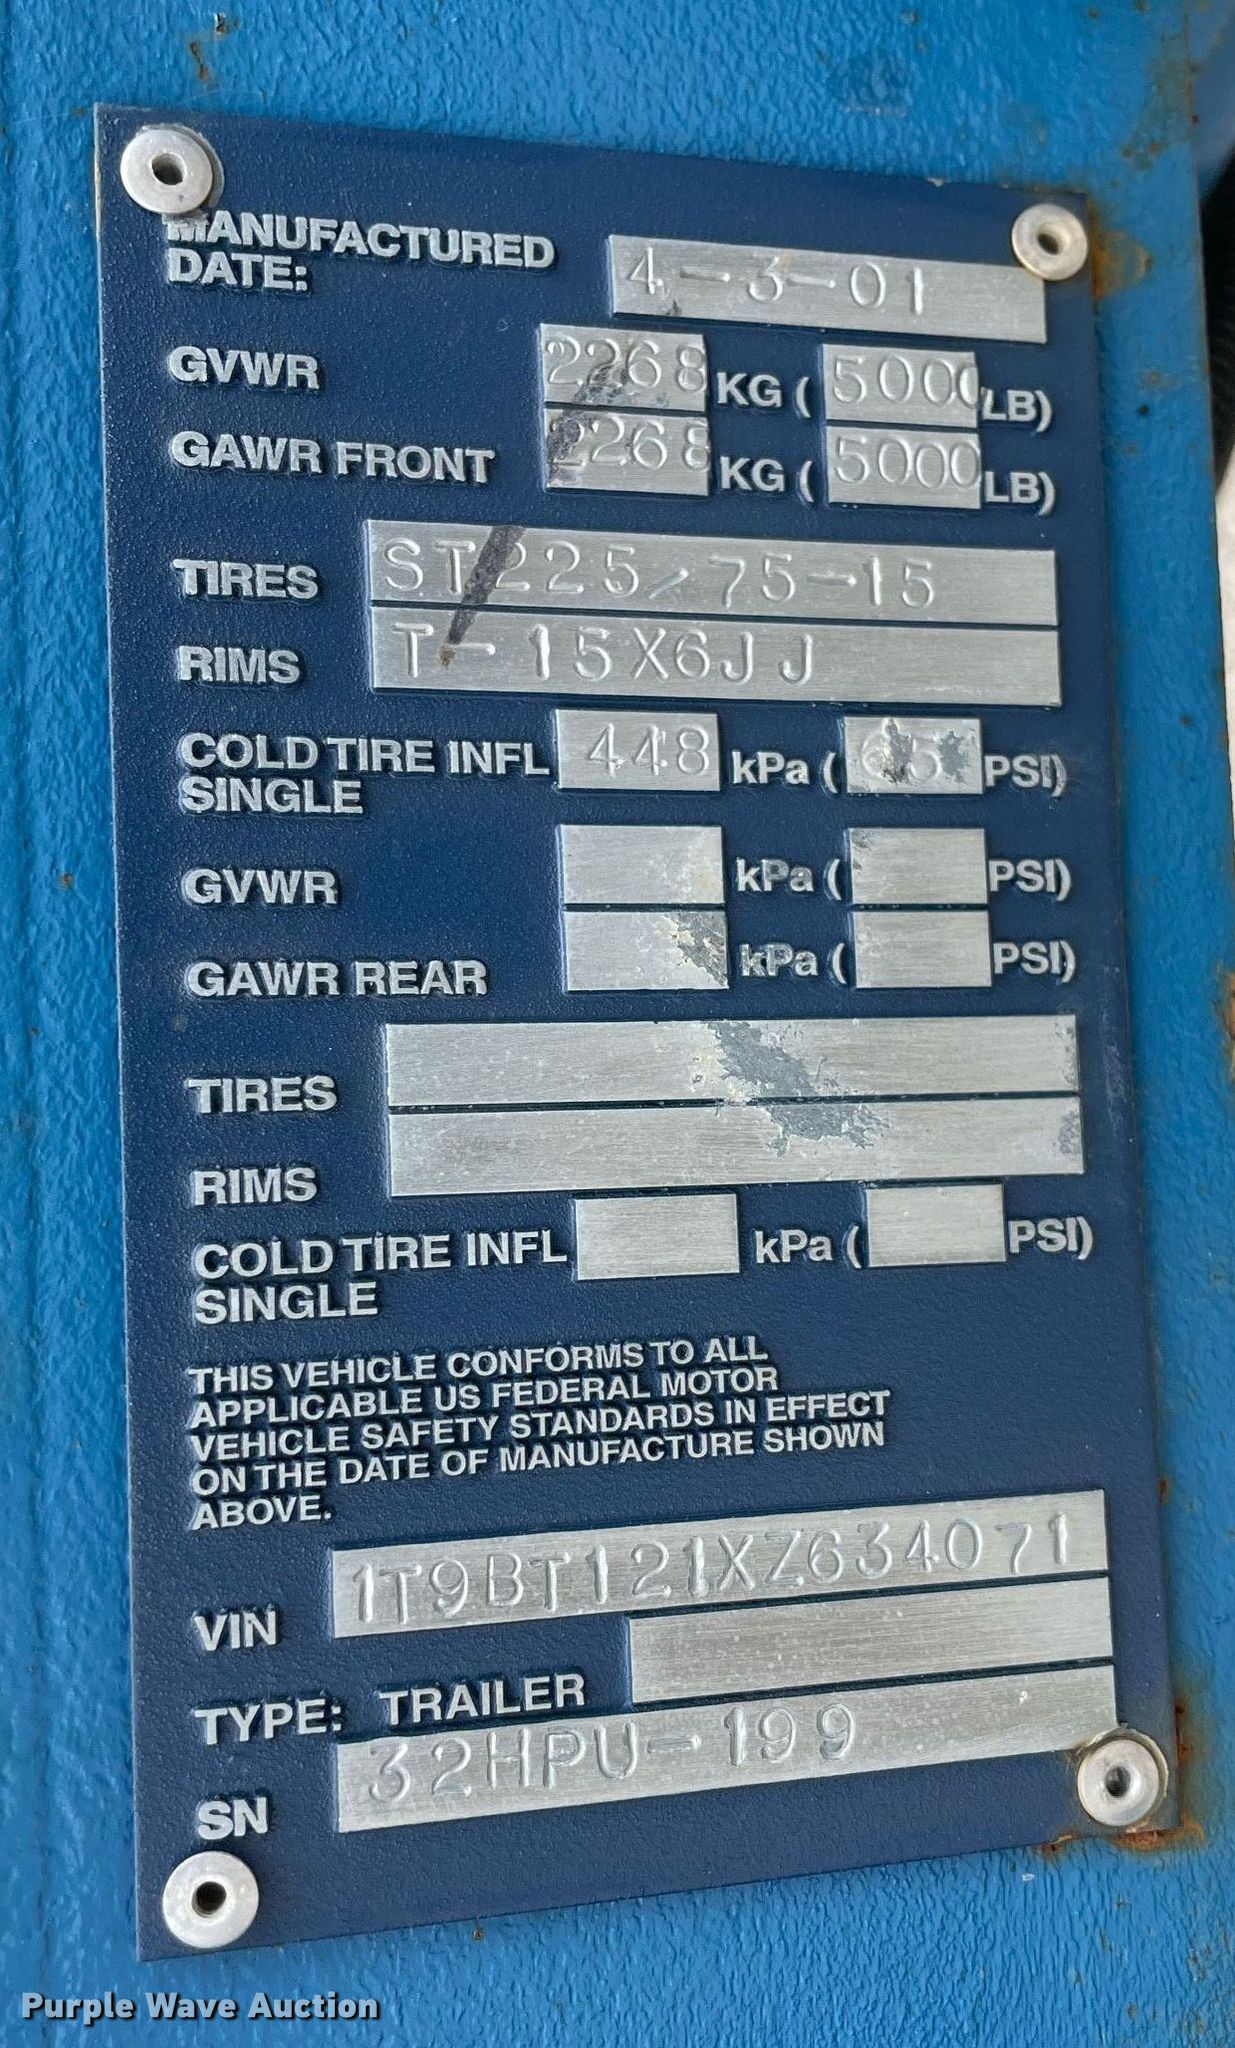 MANUFACTURED
DATE: 4-3-01
GVWR 2268 KG ( 5000 LB)
GAWR FRONT 2268 KG ( 5000 LB)
TIRES ST225/75-15
RIMS T-15X6JJ
COLD TIRE INFL 448 kPa ( 65 PSI)
SINGLE
GVWR kPa ( PSI)
GAWR REAR kPa ( PSI)
TIRES
RIMS
COLD TIRE INFL kPa ( PSI)
SINGLE
THIS VEHICLE CONFORMS TO ALL
APPLICABLE US FEDERAL MOTOR
VEHICLE SAFETY STANDARDS IN EFFECT
ON THE DATE OF MANUFACTURE SHOWN
ABOVE.
VIN 1T9BT121XZ634071
TYPE: TRAILER
SN 32HPU-199
Purple Wave Auction